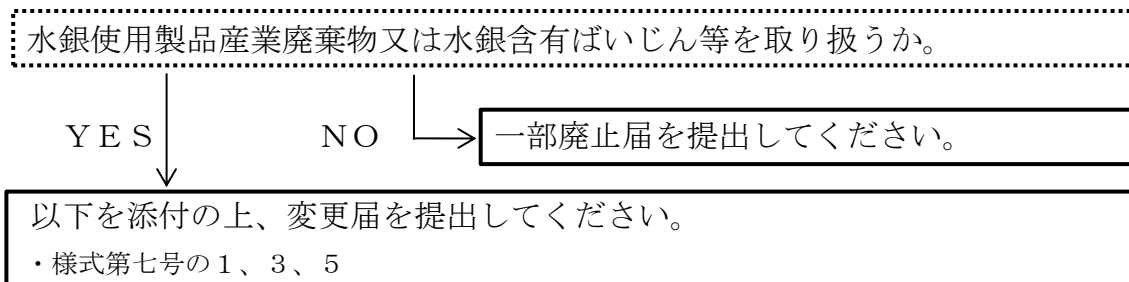 水銀使用製品産業廃棄物又は水銀含有ばいじん等を取り扱うか。
ＹＥＳ
ＮＯ
一部廃止届を提出してください。
以下を添付の上、変更届を提出してください。
・様式第七号の１、３、５